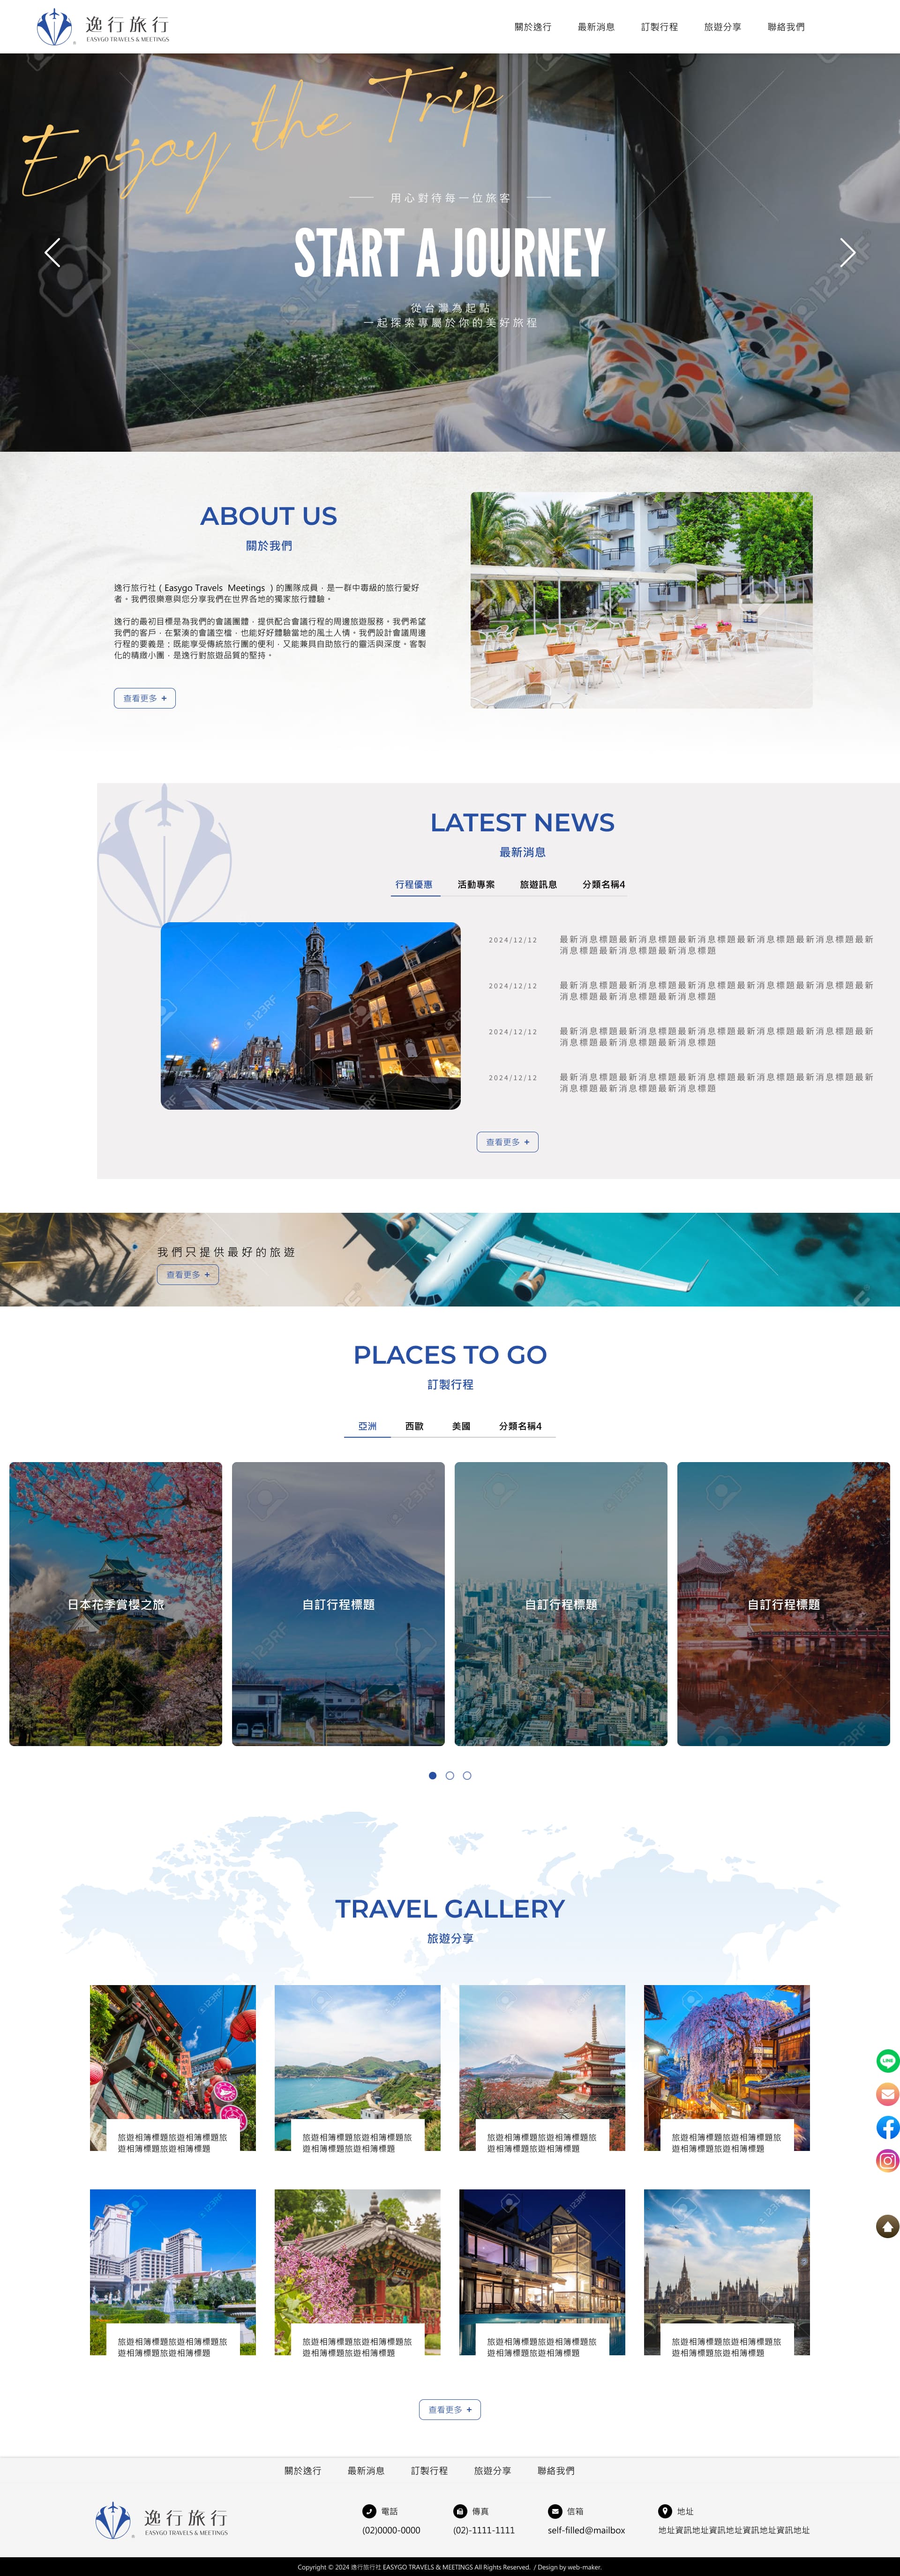 逸行旅行
EASYGO TRAVELS & MEETINGS
關於逸行 最新消息 訂製行程 旅遊分享 聯絡我們
Enjoy the Trip
用心對待每一位旅客
START A JOURNEY
從台灣為起點
一起探索專屬於你的美好旅程
ABOUT US
關於我們
逸行旅行社 ( Easygo Travels Meetings ) 的團隊成員，是一群中毒級的旅行愛好
者。我們很樂意與您分享我們在世界各地的獨家旅行體驗。
逸行的最初目標是為我們的會議團體，提供配合會議行程的周邊旅遊服務。我們希望
我們的客戶，在緊湊的會議空檔，也能好好體驗當地的風土人情。我們設計會議周邊
行程的要義是：既能享受傳統旅行團的便利，又能兼具自助旅行的靈活與深度。客製
化的精緻小團，是逸行對旅遊品質的堅持。
查看更多 +
LATEST NEWS
最新消息
行程優惠 活動專案 旅遊訊息 分類名稱4
2024/12/12 最新消息標題最新消息標題最新消息標題最新消息標題最新消息標題最新
消息標題最新消息標題最新消息標題
2024/12/12 最新消息標題最新消息標題最新消息標題最新消息標題最新消息標題最新
消息標題最新消息標題最新消息標題
2024/12/12 最新消息標題最新消息標題最新消息標題最新消息標題最新消息標題最新
消息標題最新消息標題最新消息標題
2024/12/12 最新消息標題最新消息標題最新消息標題最新消息標題最新消息標題最新
消息標題最新消息標題最新消息標題
查看更多 +
我們只提供最好的旅遊
查看更多 +
PLACES TO GO
訂製行程
亞洲 西歐 美國 分類名稱4
日本花季賞櫻之旅 自訂行程標題 自訂行程標題 自訂行程標題
TRAVEL GALLERY
旅遊分享
旅遊相簿標題旅遊相簿標題旅
遊相簿標題旅遊相簿標題
旅遊相簿標題旅遊相簿標題旅
遊相簿標題旅遊相簿標題
旅遊相簿標題旅遊相簿標題旅
遊相簿標題旅遊相簿標題
旅遊相簿標題旅遊相簿標題旅
遊相簿標題旅遊相簿標題
LINE
旅遊相簿標題旅遊相簿標題旅
遊相簿標題旅遊相簿標題
旅遊相簿標題旅遊相簿標題旅
遊相簿標題旅遊相簿標題
旅遊相簿標題旅遊相簿標題旅
遊相簿標題旅遊相簿標題
旅遊相簿標題旅遊相簿標題旅
遊相簿標題旅遊相簿標題
查看更多 +
關於逸行 最新消息 訂製行程 旅遊分享 聯絡我們
逸行旅行
EASYGO TRAVELS & MEETINGS
電話 傳真 信箱 地址
(02)0000-0000 (02)-1111-1111 self-filled@mailbox 地址資訊地址資訊地址資訊地址資訊地址
Copyright © 2024 逸行旅行社 EASYGO TRAVELS & MEETINGS All Rights Reserved. / Design by web-maker.